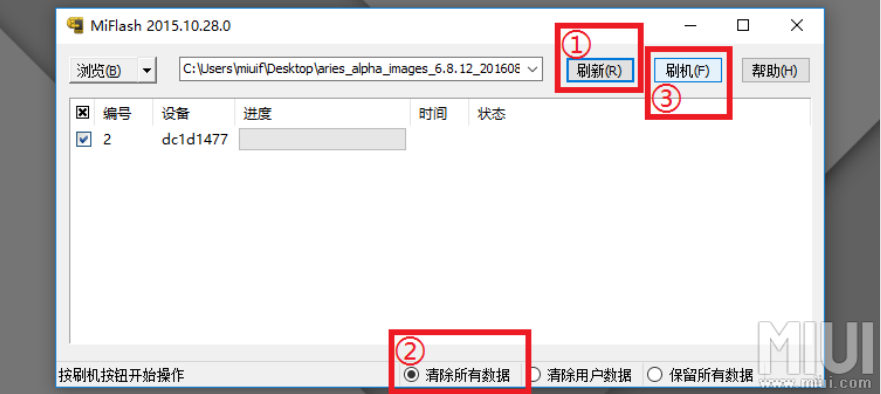 MiFlash 2015.10.28.0
①
浏览(B) C:\Users\miuif\Desktop\aries_alpha_images_6.8.12_201608 刷新(R) 刷机(F) 帮助(H)
③
编号 设备 进度 时间 状态
2 dc1d1477
②
按刷机按钮开始操作 清除所有数据 清除用户数据 保留所有数据
MIUI
www.miui.com